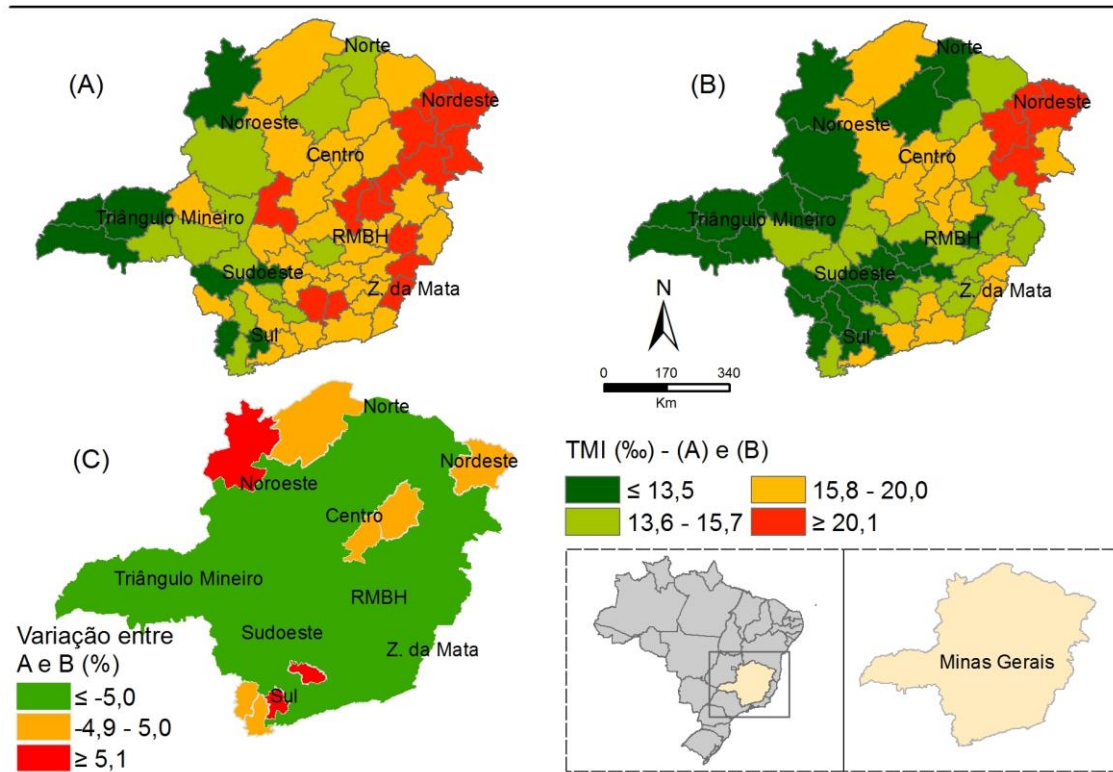 (A)
Norte
Nordeste
Noroeste
Centro
Triângulo Mineiro
RMBH
Sudoeste
Z. da Mata
Sul
(B)
Norte
Nordeste
Noroeste
Centro
Triângulo Mineiro
RMBH
Sudoeste
Z. da Mata
Sul
N
0 170 340
Km
(C)
Norte
Nordeste
Noroeste
Centro
Triângulo Mineiro
RMBH
Sudoeste
Z. da Mata
Sul
Variação entre
A e B (%)
≤ -5,0
-4,9 - 5,0
≥ 5,1
TMI (‰) - (A) e (B)
≤ 13,5 15,8 - 20,0
13,6 - 15,7 ≥ 20,1
Minas Gerais